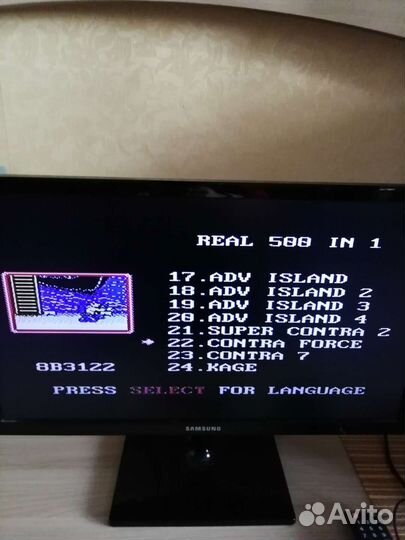 REAL 500 IN 1
17.ADV ISLAND
18.ADV ISLAND 2
19.ADV ISLAND 3
20.ADV ISLAND 4
21.SUPER CONTRA 2
22.CONTRA FORCE
23.CONTRA 7
24.KAGE
8B3122
PRESS SELECT FOR LANGUAGE
SAMSUNG
Avito